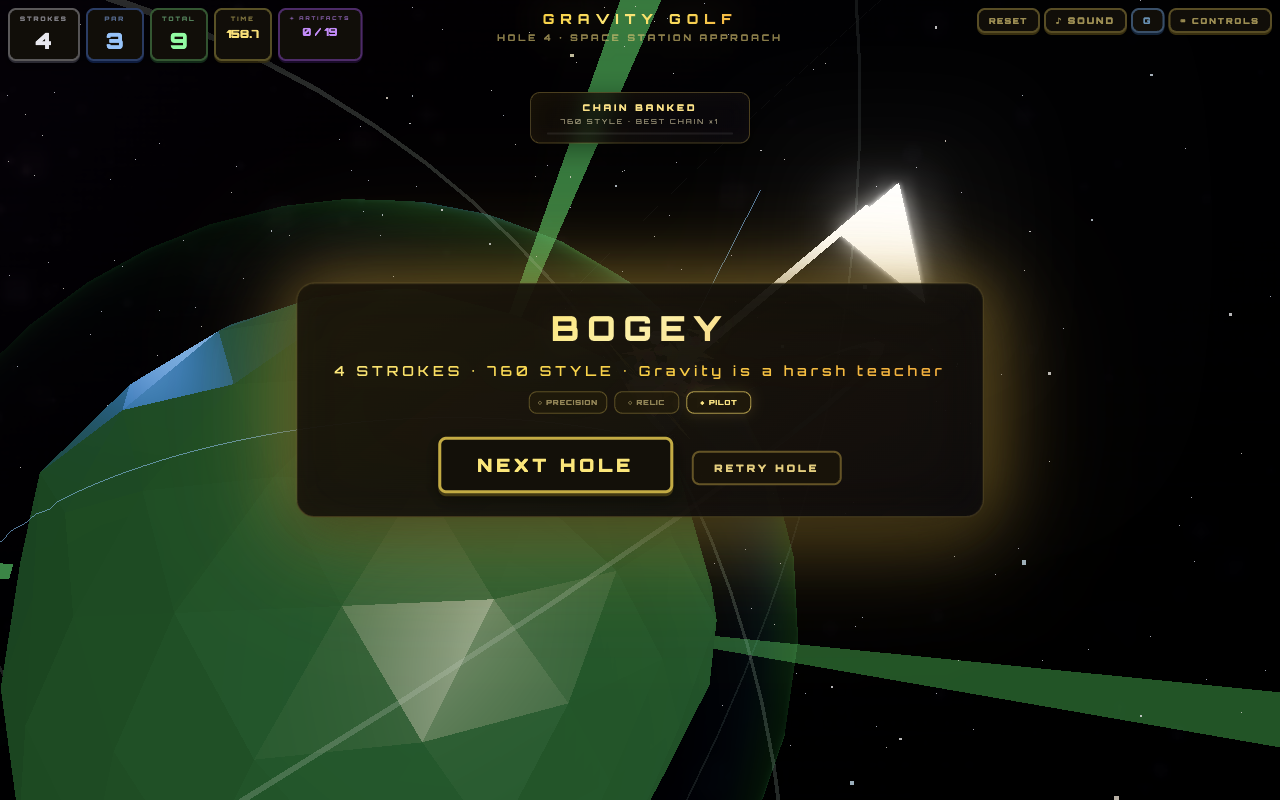 STROKES
4
PAR
3
TOTAL
9
TIME
158.7
ARTIFACTS
0/19
GRAVITY GOLF
HOLE 4 · SPACE STATION APPROACH
RESET
♪ SOUND
G
CONTROLS
CHAIN BANKED
760 STYLE · BEST CHAIN ×1
BOGEY
4 STROKES · 760 STYLE · Gravity is a harsh teacher
○ PRECISION
○ RELIC
● PILOT
NEXT HOLE
RETRY HOLE